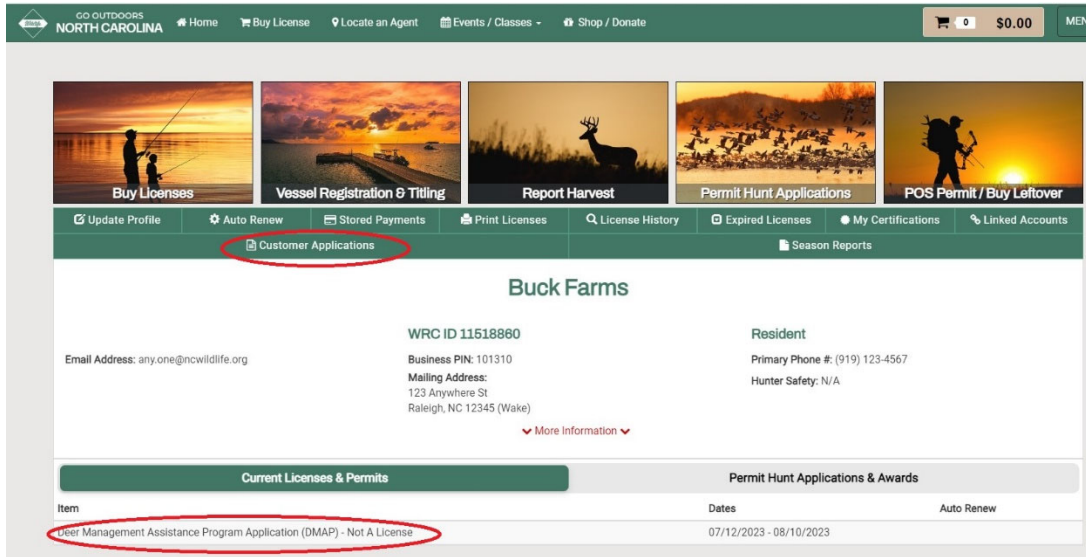 GO OUTDOORS
NORTH CAROLINA
Home
Buy License
Locate an Agent
Events / Classes
Shop / Donate
0
$0.00
MEN
Buy Licenses
Vessel Registration & Titling
Report Harvest
Permit Hunt Applications
POS Permit / Buy Leftover
Update Profile
Auto Renew
Stored Payments
Print Licenses
License History
Expired Licenses
My Certifications
Linked Accounts
Customer Applications
Season Reports
Buck Farms
WRC ID 11518860
Resident
Email Address: any.one@ncwildlife.org
Business PIN: 101310
Primary Phone #: (919) 123-4567
Mailing Address:
Hunter Safety: N/A
123 Anywhere St
Raleigh, NC 12345 (Wake)
More Information
Current Licenses & Permits
Permit Hunt Applications & Awards
Item
Dates
Auto Renew
Deer Management Assistance Program Application (DMAP) - Not A License
07/12/2023 - 08/10/2023